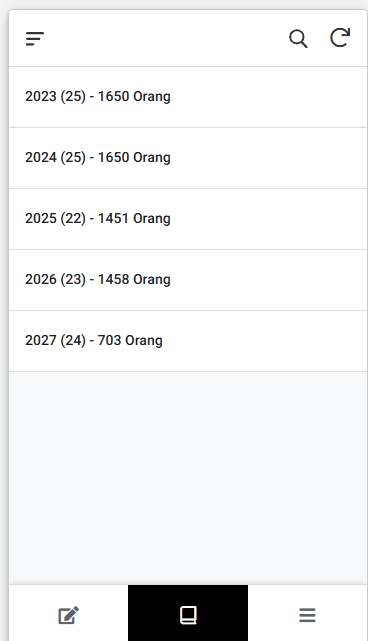 2023 (25) - 1650 Orang
2024 (25) - 1650 Orang
2025 (22) - 1451 Orang
2026 (23) - 1458 Orang
2027 (24) - 703 Orang